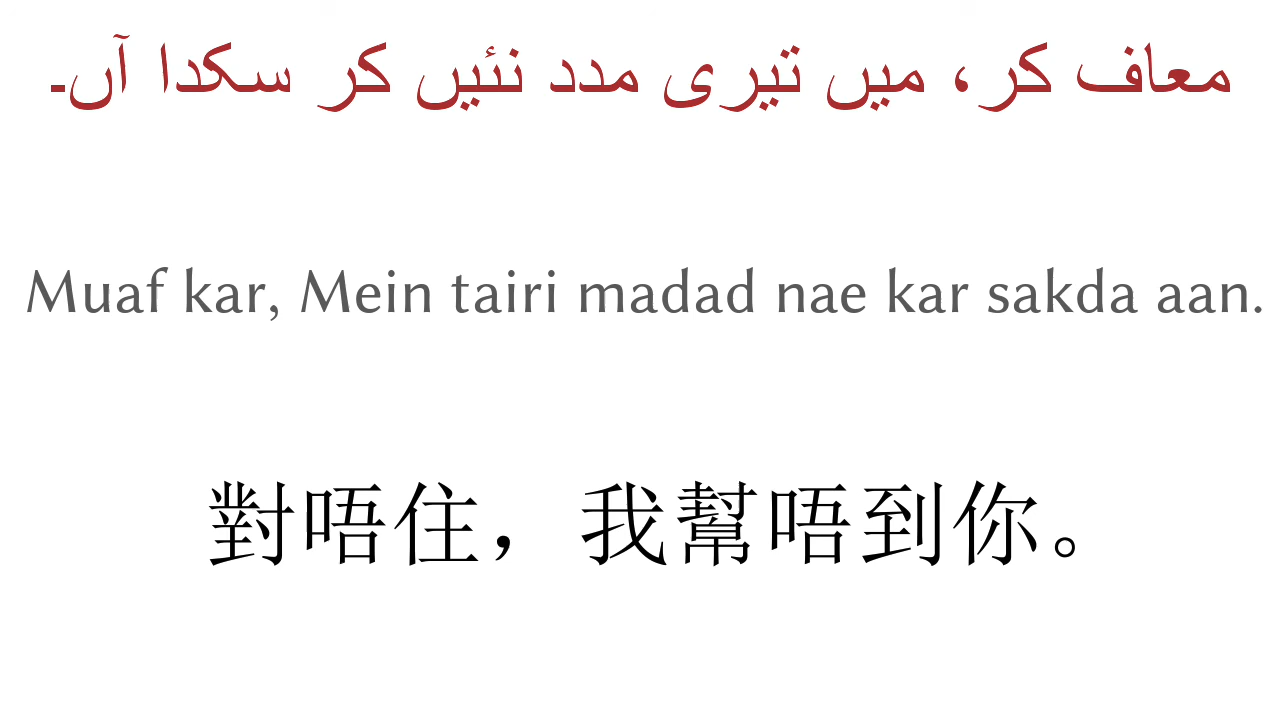 معاف کر، میں تیری مدد نئیں کر سکدا آں۔
Muaf kar, Mein tairi madad nae kar sakda aan.
對唔住，我幫唔到你。